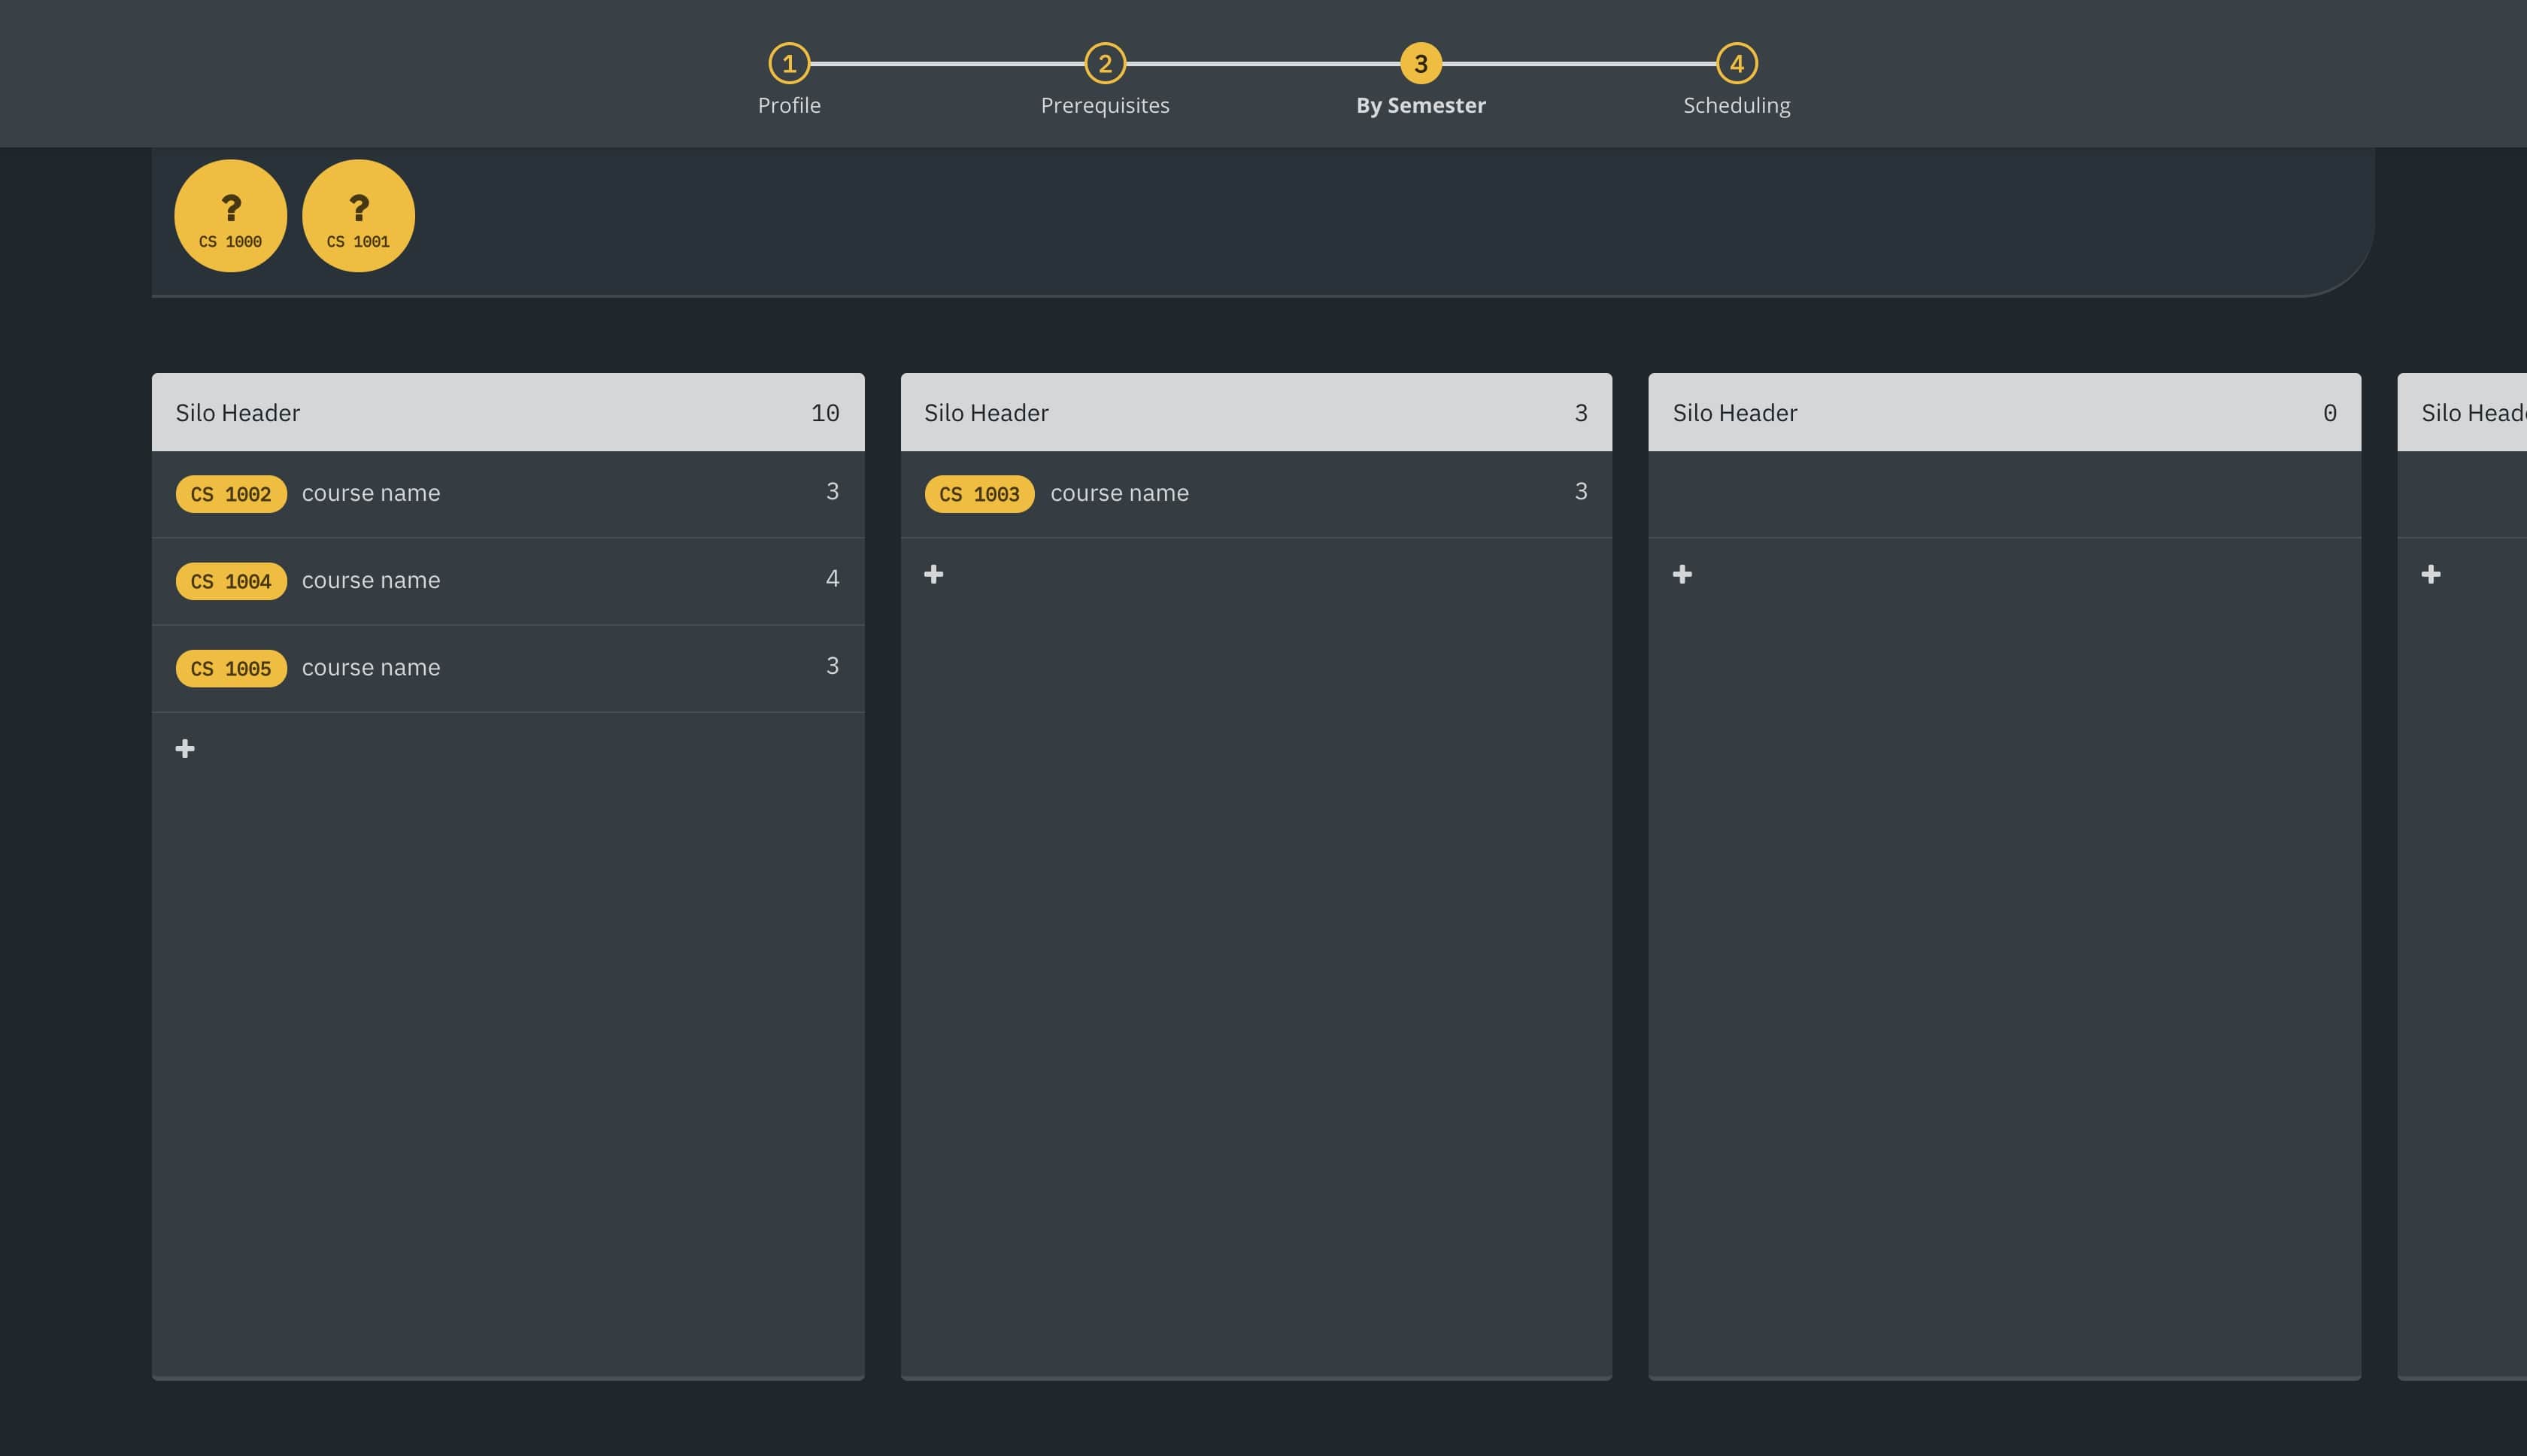 1 2 3 4
Profile Prerequisites By Semester Scheduling
? ?
CS 1000 CS 1001
Silo Header 10
CS 1002 course name 3
CS 1004 course name 4
CS 1005 course name 3
Silo Header 3
CS 1003 course name 3
Silo Header 0
Silo